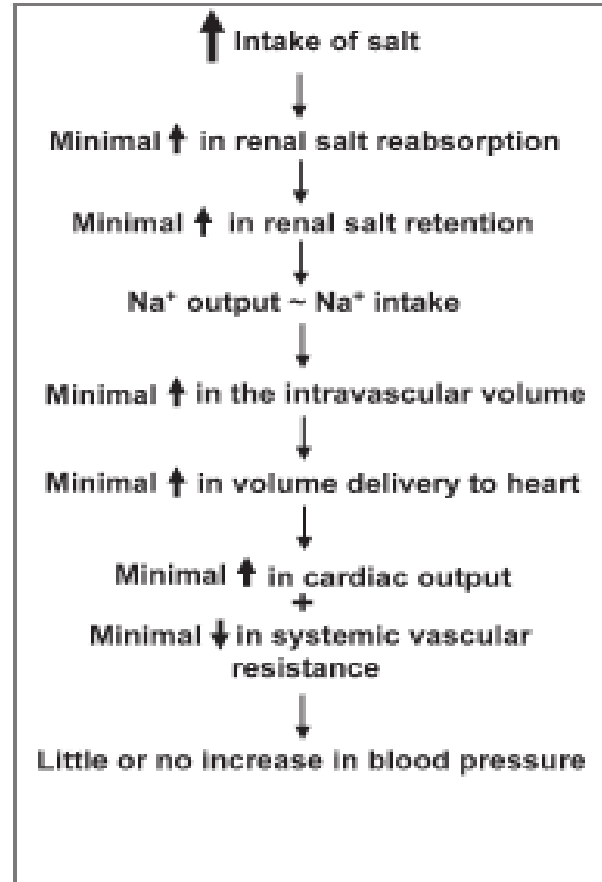 ↑ Intake of salt
↓
Minimal ↑ in renal salt reabsorption
↓
Minimal ↑ in renal salt retention
↓
Na⁺ output ~ Na⁺ intake
↓
Minimal ↑ in the intravascular volume
↓
Minimal ↑ in volume delivery to heart
↓
Minimal ↑ in cardiac output
+
Minimal ↓ in systemic vascular
resistance
↓
Little or no increase in blood pressure